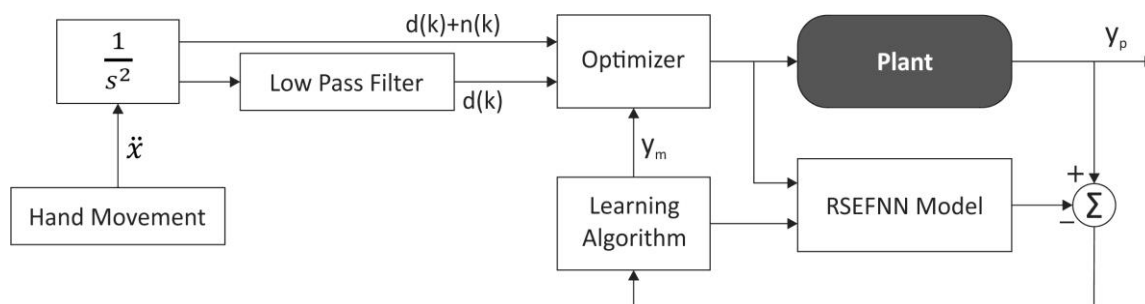 d(k)+n(k)
1
s²
Low Pass Filter
d(k)
Optimizer
Plant
yₚ
ẍ
yₘ
Hand Movement
Learning
Algorithm
RSEFNN Model
+
Σ
−